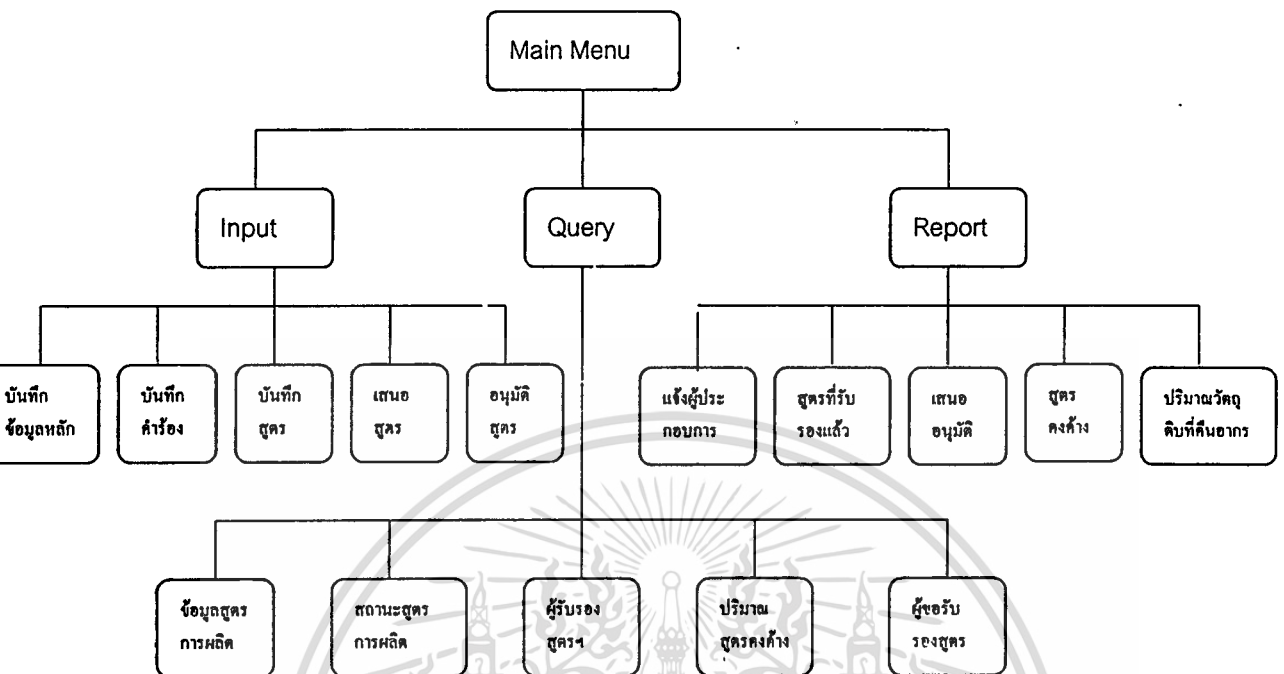 Main Menu
Input
Query
Report
บันทึก
ข้อมูลหลัก
บันทึก
คำร้อง
บันทึก
สูตร
เสนอ
สูตร
อนุมัติ
สูตร
แจ้งผู้ประ
กอบการ
สูตรที่รับ
รองแล้ว
เสนอ
อนุมัติ
สูตร
คงค้าง
ปริมาณวัตถุ
ดิบที่คืนอากร
ข้อมูลสูตร
การผลิต
สถานะสูตร
การผลิต
ผู้รับรอง
สูตรฯ
ปริมาณ
สูตรคงค้าง
ผู้ขอรับ
รองสูตร